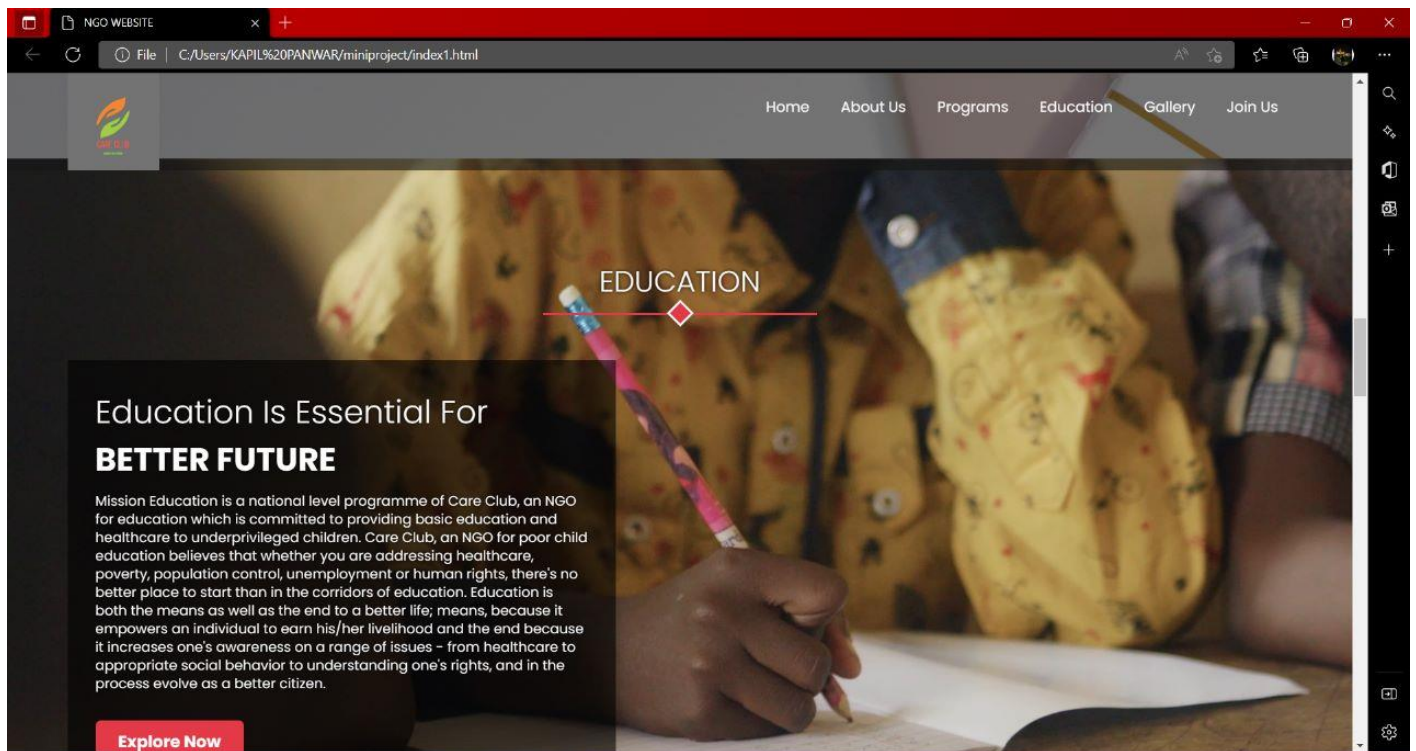 NGO WEBSITE
File | C:/Users/KAPIL%20PANWAR/miniproject/index1.html
CARE CLUB
Home About Us Programs Education Gallery Join Us
EDUCATION
Education Is Essential For
BETTER FUTURE
Mission Education is a national level programme of Care Club, an NGO
for education which is committed to providing basic education and
healthcare to underprivileged children. Care Club, an NGO for poor child
education believes that whether you are addressing healthcare,
poverty, population control, unemployment or human rights, there's no
better place to start than in the corridors of education. Education is
both the means as well as the end to a better life; means, because it
empowers an individual to earn his/her livelihood and the end because
it increases one's awareness on a range of issues - from healthcare to
appropriate social behavior to understanding one's rights, and in the
process evolve as a better citizen.
Explore Now